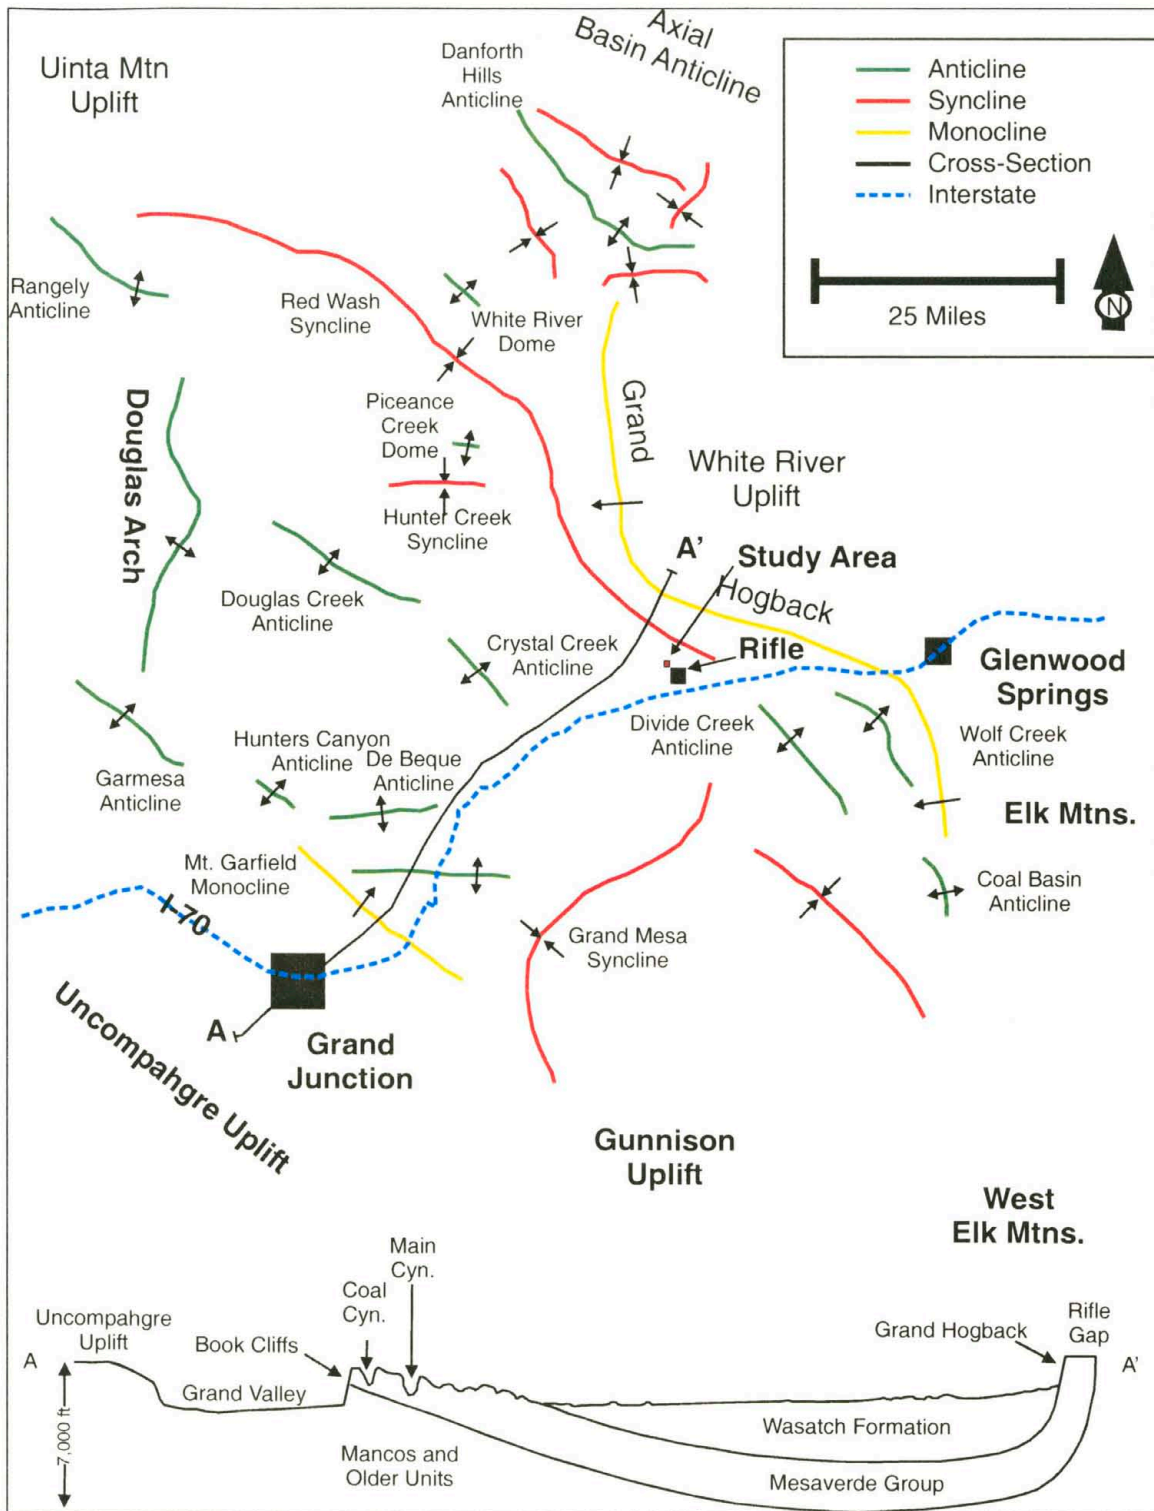 Axial
Basin Anticline
Uinta Mtn
Uplift
Danforth
Hills
Anticline
Anticline
Syncline
Monocline
Cross-Section
Interstate
25 Miles
N
Rangely
Anticline
Red Wash
Syncline
White River
Dome
Douglas Arch
Piceance
Creek
Dome
Hunter Creek
Syncline
Grand
Hogback
White River
Uplift
A'
Study Area
Rifle
Douglas Creek
Anticline
Crystal Creek
Anticline
Glenwood
Springs
Garmesa
Anticline
Hunters Canyon
Anticline
De Beque
Anticline
Divide Creek
Anticline
Wolf Creek
Anticline
Elk Mtns.
Mt. Garfield
Monocline
Coal Basin
Anticline
I-70
Grand Mesa
Syncline
A
Grand
Junction
Uncompahgre Uplift
Gunnison
Uplift
West
Elk Mtns.
Main
Cyn.
Coal
Cyn.
Uncompahgre
Uplift
Book Cliffs
Grand Hogback
Rifle
Gap
A
A'
Grand Valley
7,000 ft
Wasatch Formation
Mancos and
Older Units
Mesaverde Group